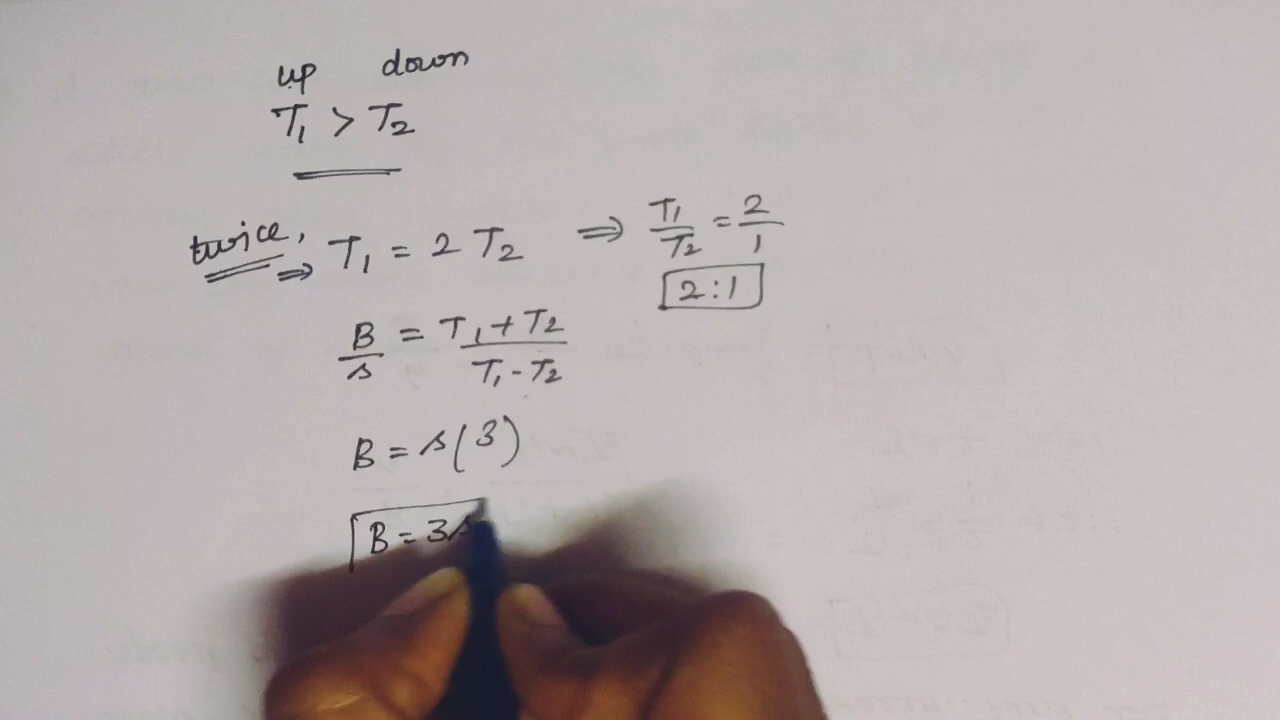 up down
T₁ > T₂
twice, ⇒ T₁ = 2 T₂ ⇒ T₁/T₂ = 2/1
2:1
B/s = T₁+T₂/T₁-T₂
B = s(3)
B = 3s